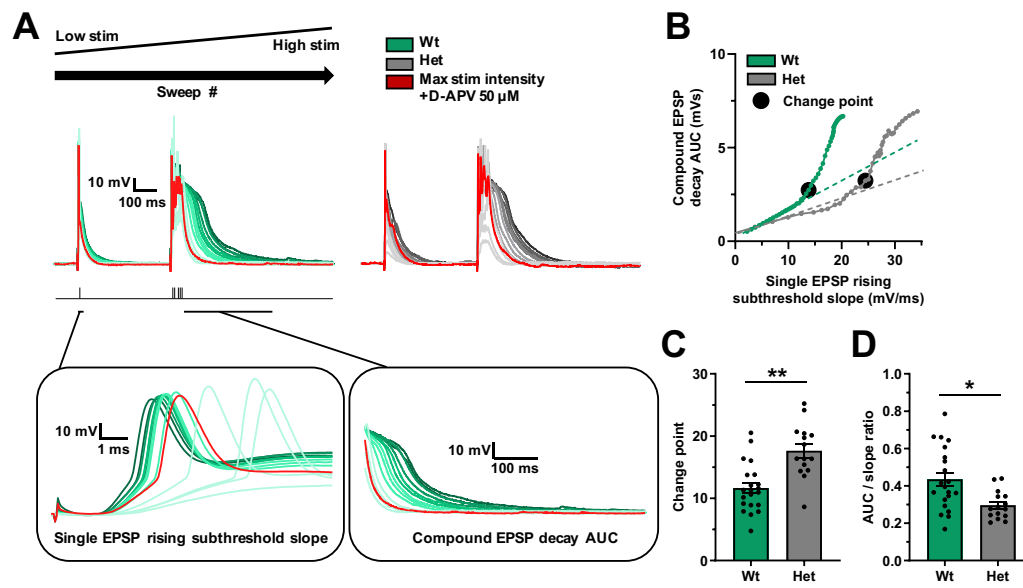 A
Low stim
High stim
Sweep #
Wt
Het
Max stim intensity
+D-APV 50 µM
10 mV
100 ms
10 mV
1 ms
Single EPSP rising subthreshold slope
10 mV
100 ms
Compound EPSP decay AUC
B
Wt
Het
Change point
Compound EPSP
decay AUC (mVs)
10
5
0
0 10 20 30
Single EPSP rising
subthreshold slope (mV/ms)
C
**
Change point
30
20
10
0
Wt Het
D
*
AUC / slope ratio
1.0
0.8
0.6
0.4
0.2
0.0
Wt Het